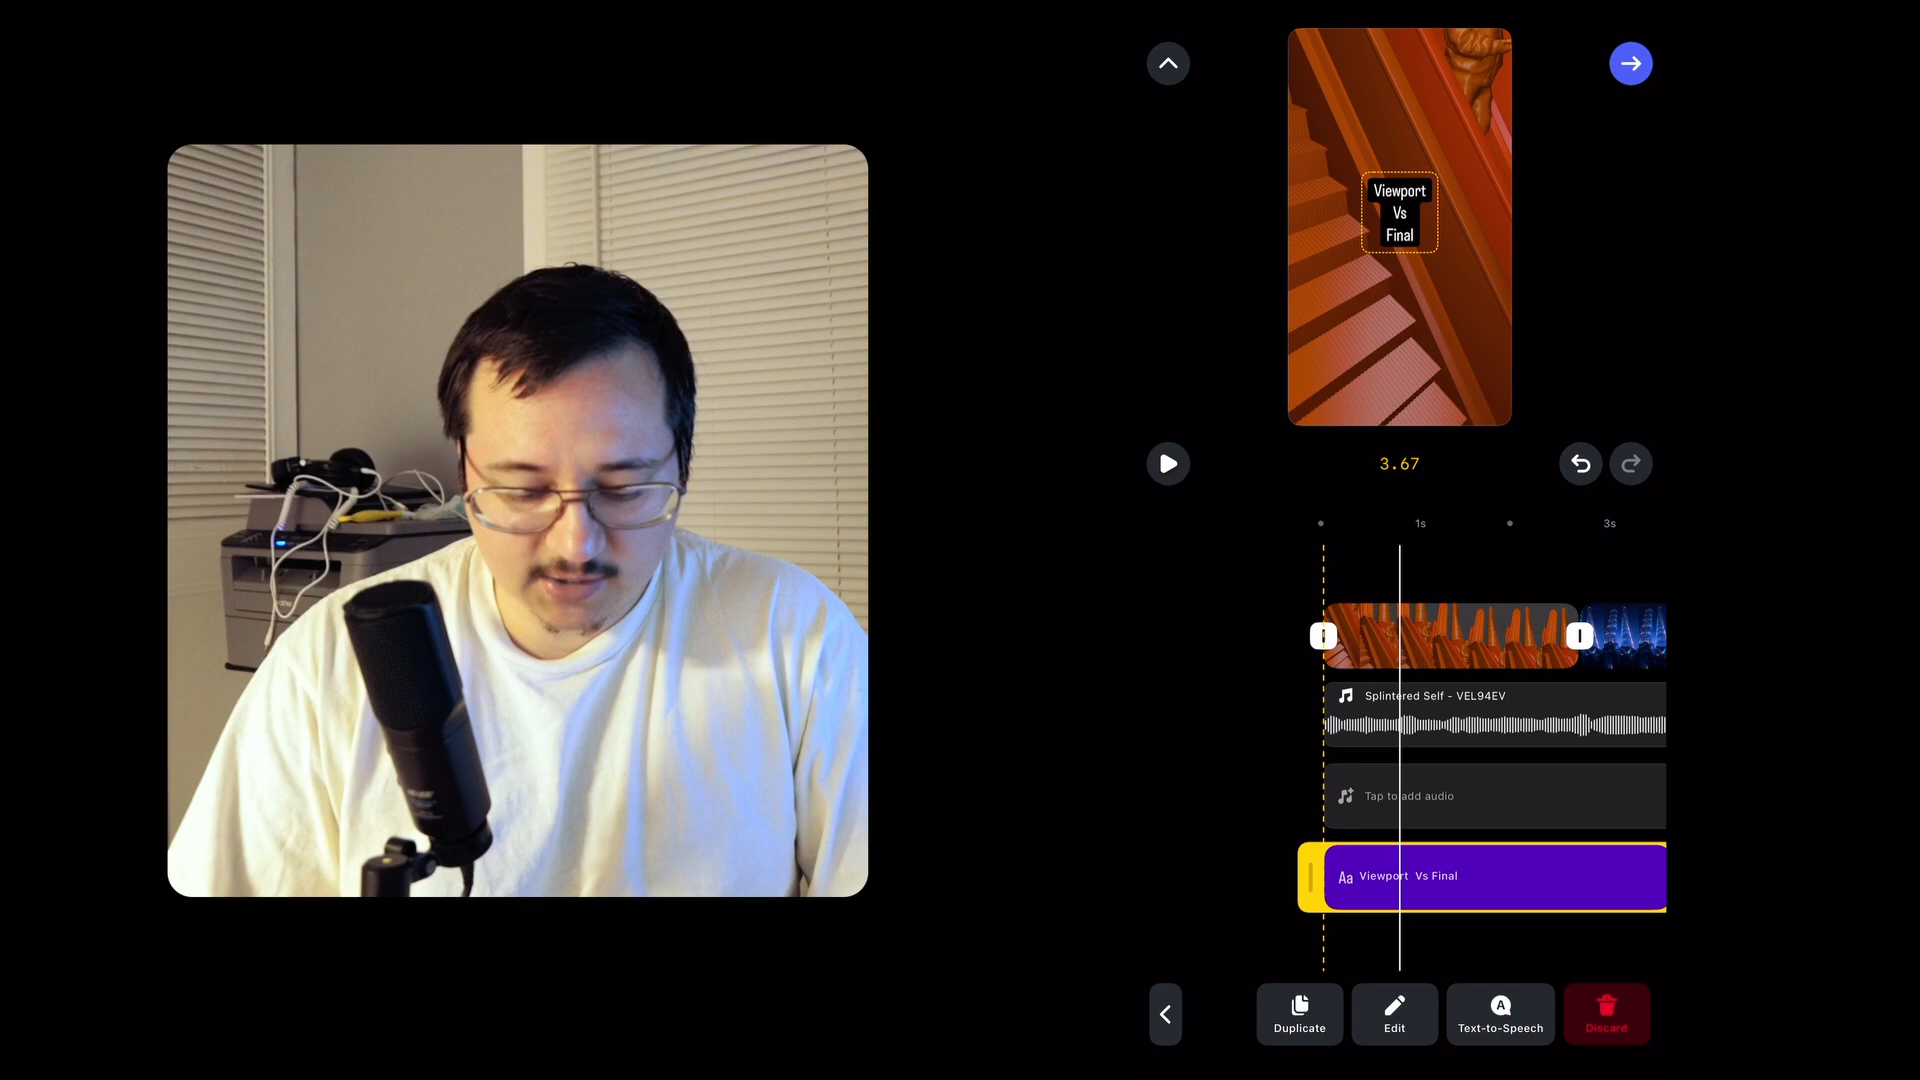 Viewport
Vs
Final
3.67
1s
3s
Splintered Self - VEL94EV
Tap to add audio
Aa Viewport Vs Final
Duplicate
Edit
A
Text-to-Speech
Discard